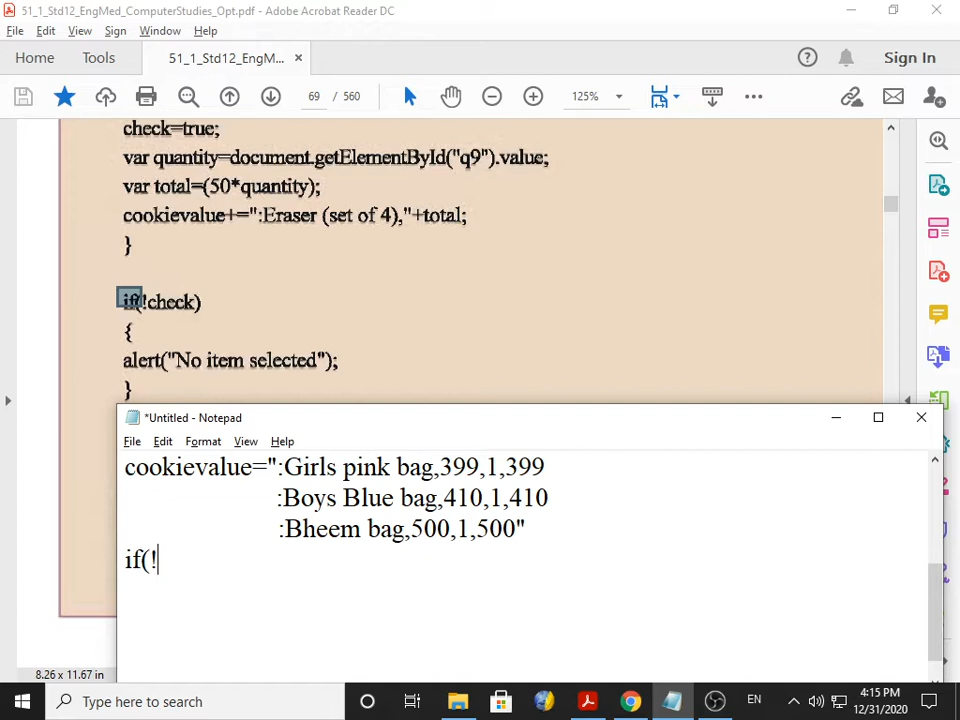 51_1_Std12_EngMed_ComputerStudies_Opt.pdf - Adobe Acrobat Reader DC
File Edit View Sign Window Help
Home Tools 51_1_Std12_EngM... × Sign In
69 / 560 125%
check=true;
var quantity=document.getElementById("q9").value;
var total=(50*quantity);
cookievalue+=":Eraser (set of 4),"+total;
}
if(!check)
{
alert("No item selected");
}
*Untitled - Notepad
File Edit Format View Help
cookievalue=":Girls pink bag,399,1,399
:Boys Blue bag,410,1,410
:Bheem bag,500,1,500"
if(!
8.26 x 11.67 in
Type here to search
EN
4:15 PM
12/31/2020